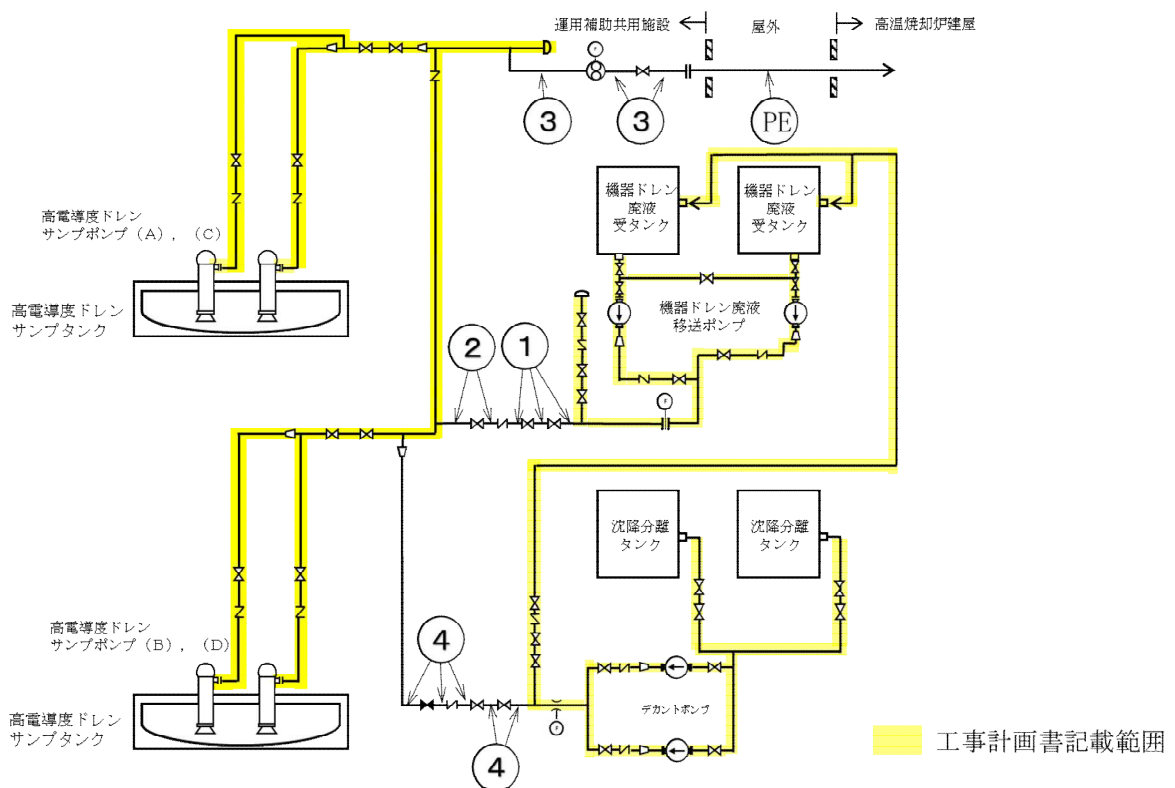 運用補助共用施設
屋外
高温焼却炉建屋
F
3
3
PE
機器ドレン
廃液
受タンク
機器ドレン
廃液
受タンク
高電導度ドレン
サンプポンプ(A), (C)
高電導度ドレン
サンプタンク
機器ドレン廃液
移送ポンプ
2
1
F
沈降分離
タンク
沈降分離
タンク
高電導度ドレン
サンプポンプ(B), (D)
4
高電導度ドレン
サンプタンク
デカントポンプ
F
4
工事計画書記載範囲